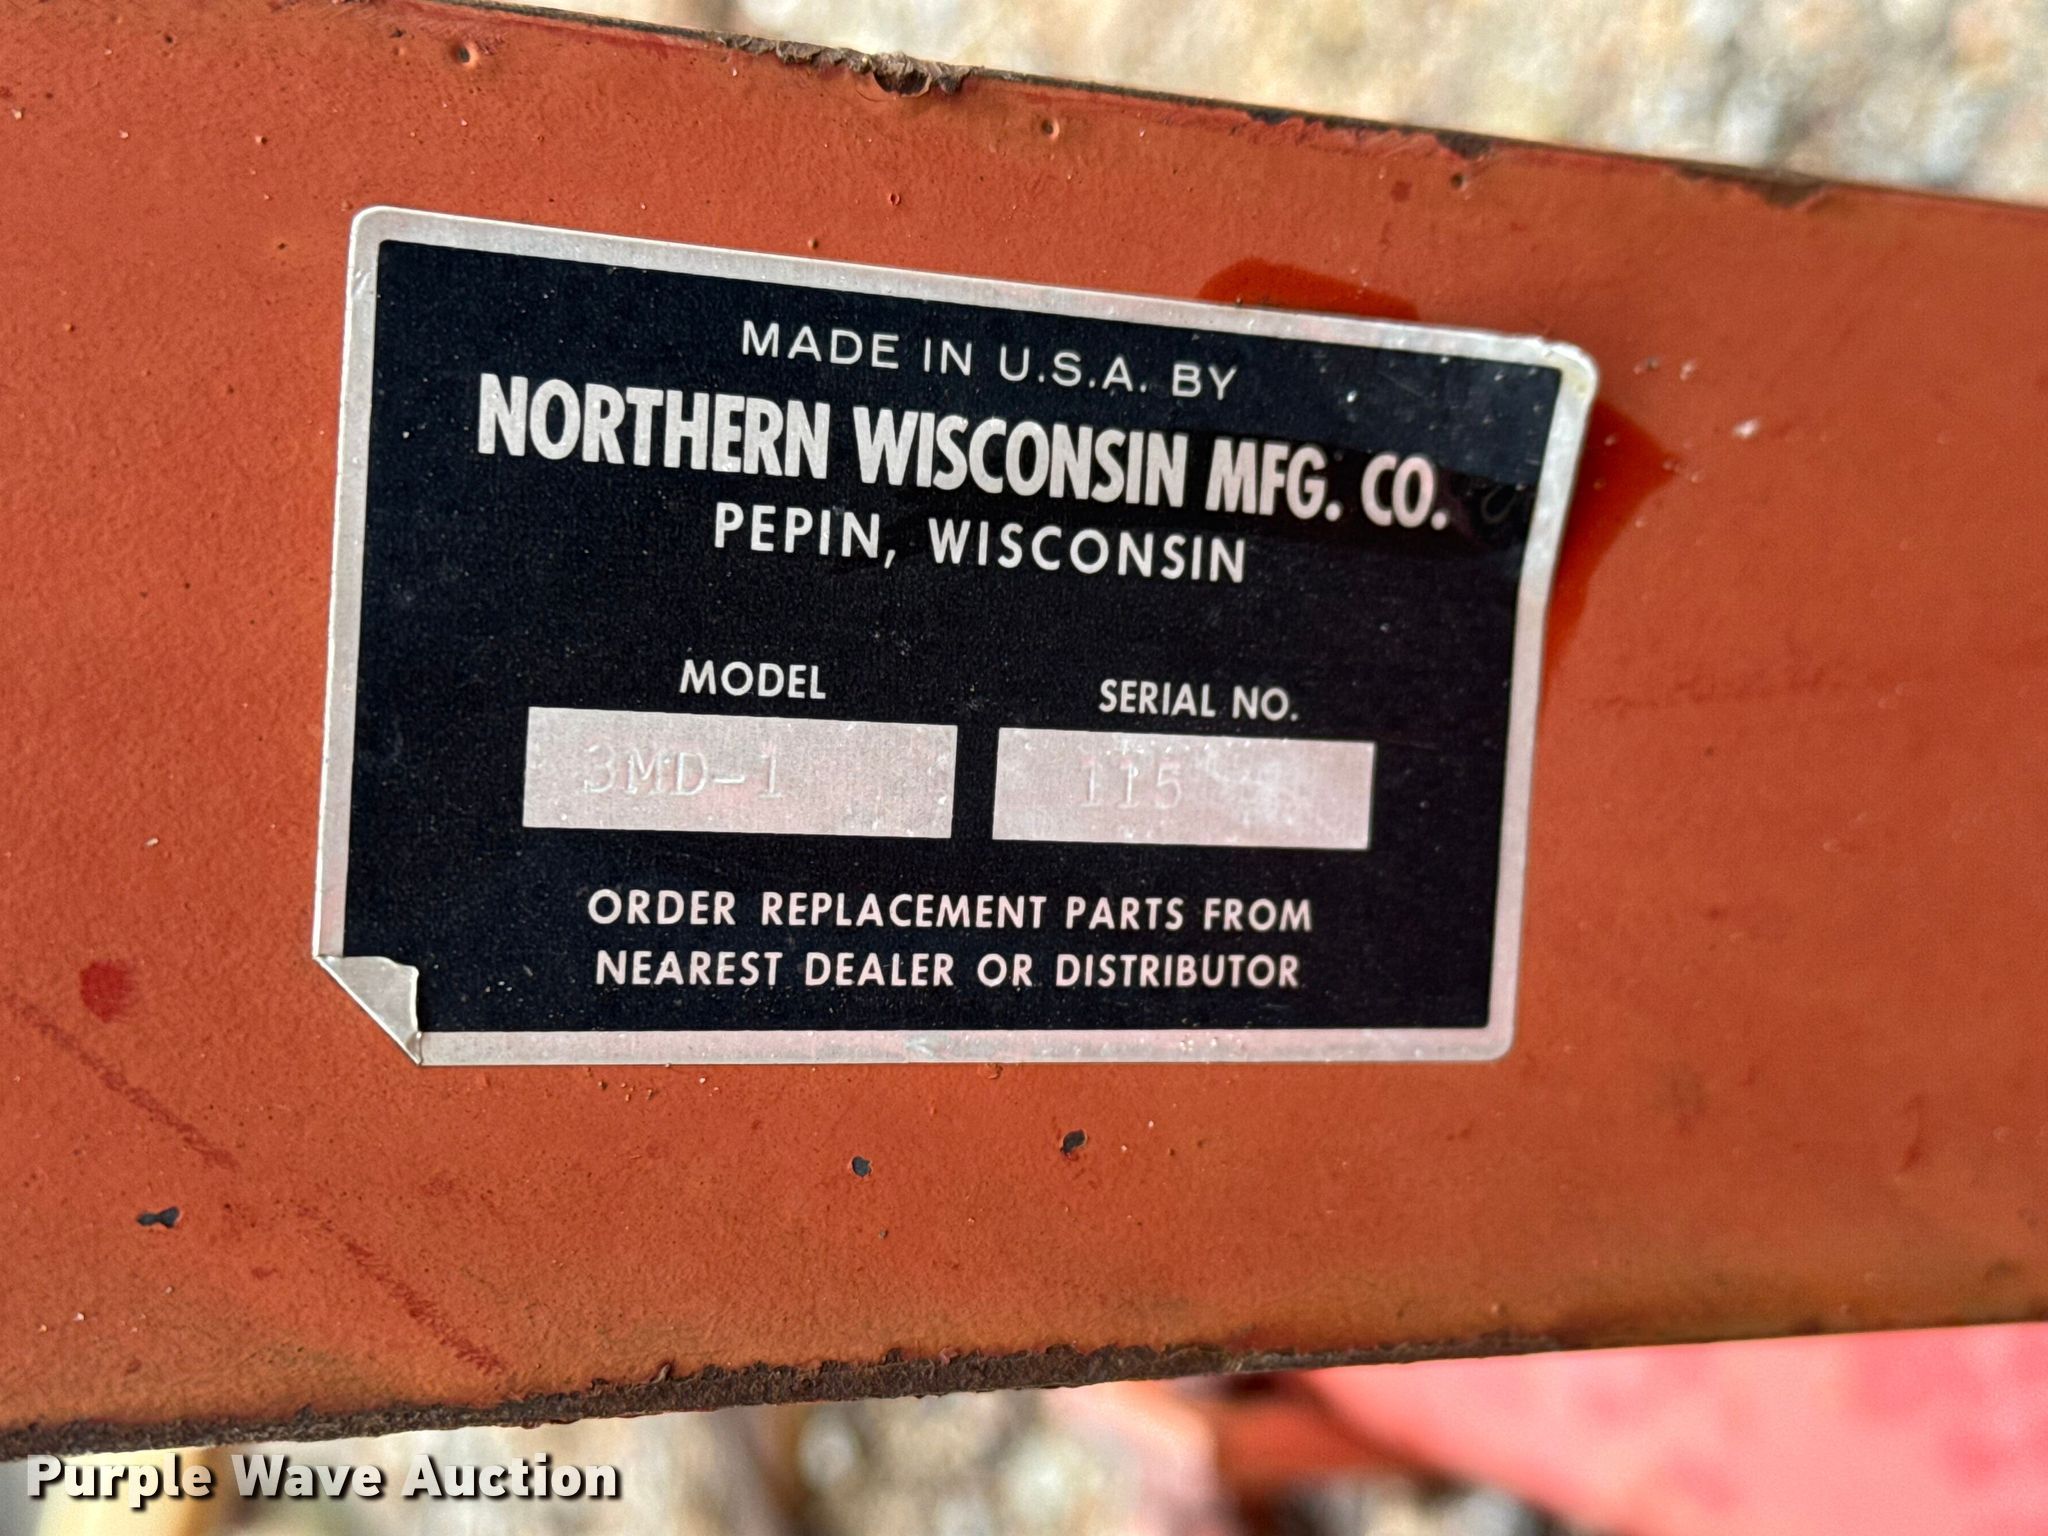 MADE IN U.S.A. BY
NORTHERN WISCONSIN MFG. CO.
PEPIN, WISCONSIN
MODEL
SERIAL NO.
3MD-1
115
ORDER REPLACEMENT PARTS FROM
NEAREST DEALER OR DISTRIBUTOR
Purple Wave Auction